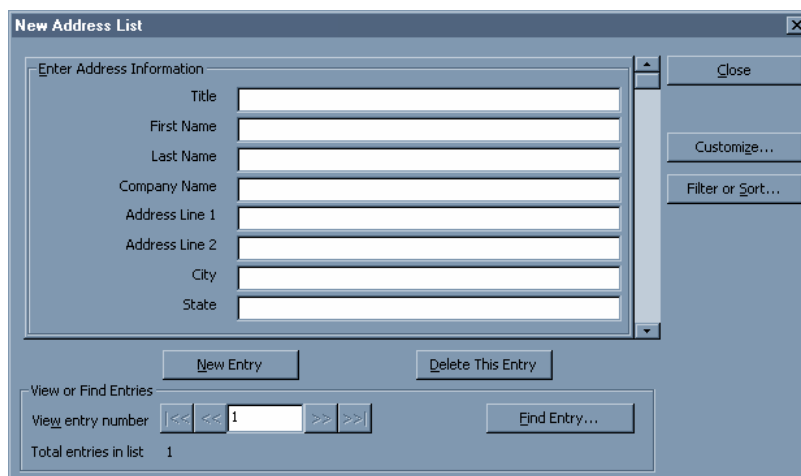 New Address List
Enter Address Information
Title
First Name
Last Name
Company Name
Address Line 1
Address Line 2
City
State
Close
Customize...
Filter or Sort...
New Entry
Delete This Entry
View or Find Entries
View entry number |<< << 1 >> >>|
Find Entry...
Total entries in list 1